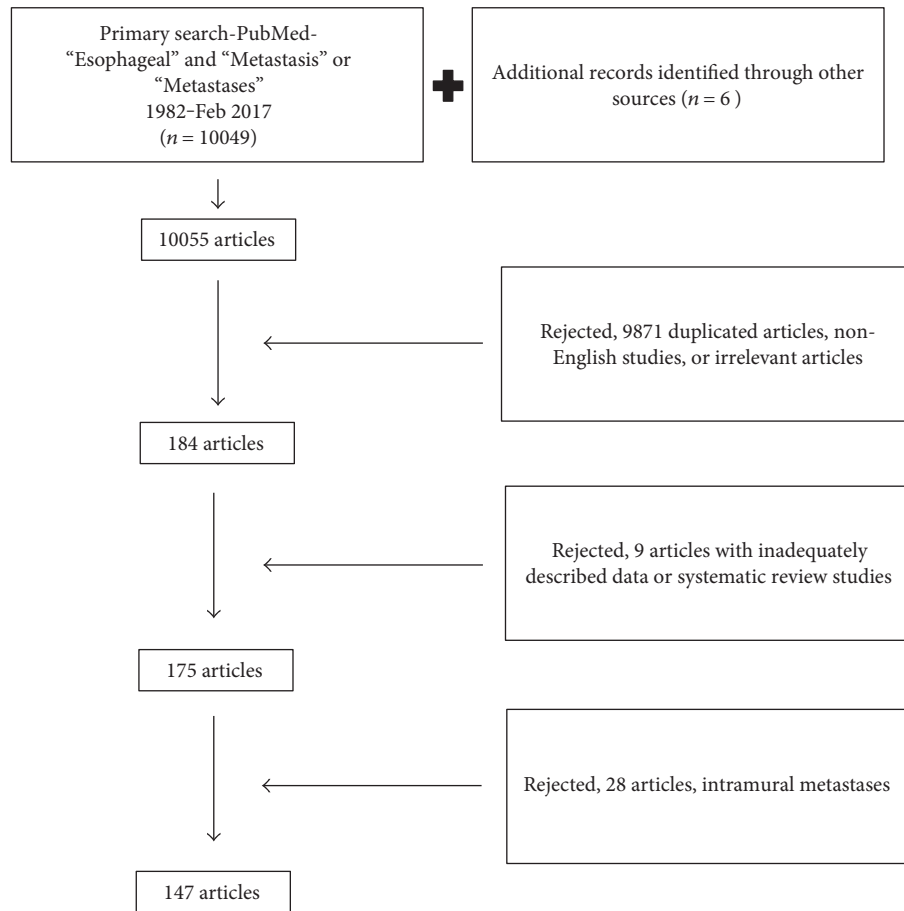 Primary search-PubMed-
“Esophageal” and “Metastasis” or
“Metastases”
1982–Feb 2017
(n = 10049)
Additional records identified through other
sources (n = 6 )
10055 articles
Rejected, 9871 duplicated articles, non-
English studies, or irrelevant articles
184 articles
Rejected, 9 articles with inadequately
described data or systematic review studies
175 articles
Rejected, 28 articles, intramural metastases
147 articles